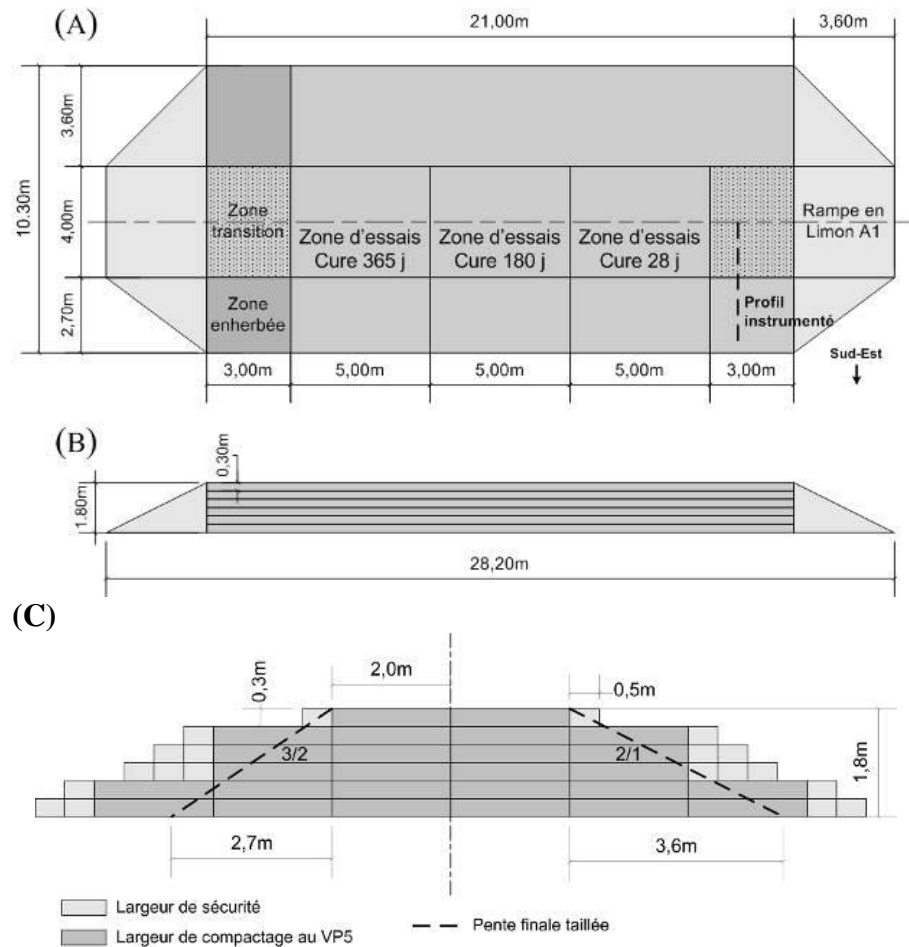 (A)
21,00m
3,60m
10.30m
3,60m
4,00m
2,70m
Zone
transition
Zone d'essais
Cure 365 j
Zone d'essais
Cure 180 j
Zone d'essais
Cure 28 j
Rampe en
Limon A1
Zone
enherbée
Profil
instrumenté
Sud-Est
3,00m
5,00m
5,00m
5,00m
3,00m
(B)
0,30m
1.80m
28,20m
(C)
0,3m
2,0m
0,5m
3/2
2/1
1,8m
2,7m
3,6m
Largeur de sécurité
Largeur de compactage au VP5
Pente finale taillée